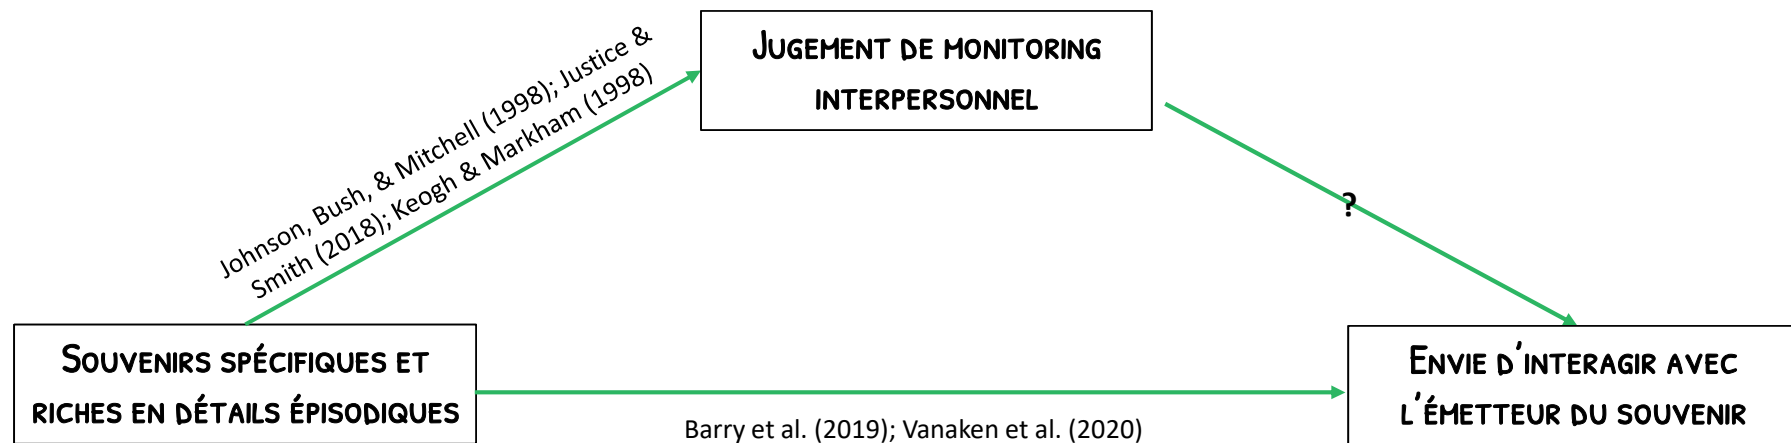 Jugement de monitoring
interpersonnel
Johnson, Bush, & Mitchell (1998); Justice &
Smith (2018); Keogh & Markham (1998)
?
Souvenirs spécifiques et
riches en détails épisodiques
Envie d'interagir avec
l'émetteur du souvenir
Barry et al. (2019); Vanaken et al. (2020)